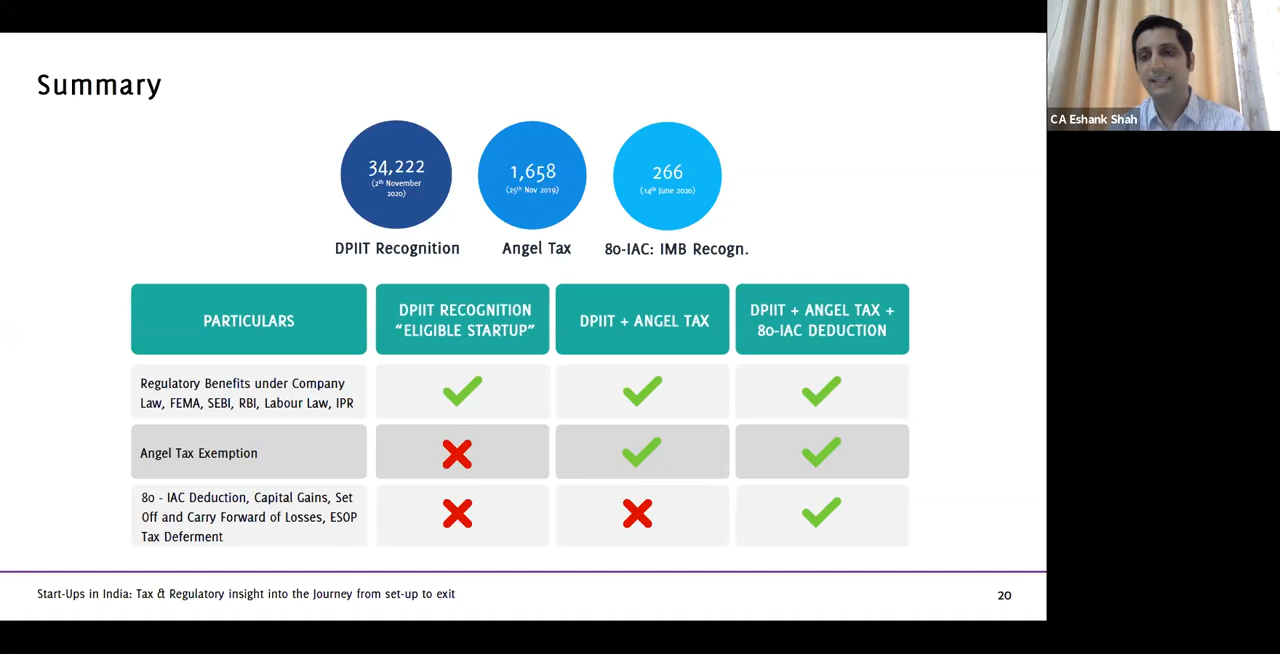 Summary
34,222
(2th November
2020)
1,658
(25th Nov 2019)
266
(14th June 2020)
DPIIT Recognition
Angel Tax
80-IAC: IMB Recogn.
PARTICULARS
DPIIT RECOGNITION
“ELIGIBLE STARTUP”
DPIIT + ANGEL TAX
DPIIT + ANGEL TAX +
80-IAC DEDUCTION
Regulatory Benefits under Company
Law, FEMA, SEBI, RBI, Labour Law, IPR
Angel Tax Exemption
80 - IAC Deduction, Capital Gains, Set
Off and Carry Forward of Losses, ESOP
Tax Deferment
Start-Ups in India: Tax & Regulatory insight into the Journey from set-up to exit
20
CA Eshank Shah